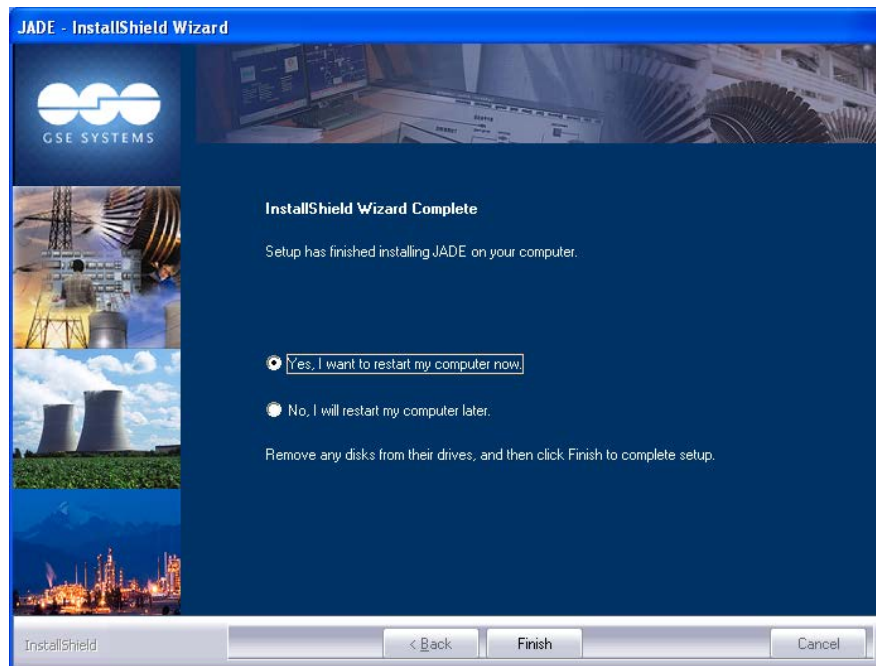 JADE - InstallShield Wizard
GSE SYSTEMS
InstallShield Wizard Complete
Setup has finished installing JADE on your computer.
Yes, I want to restart my computer now.
No, I will restart my computer later.
Remove any disks from their drives, and then click Finish to complete setup.
InstallShield
< Back
Finish
Cancel